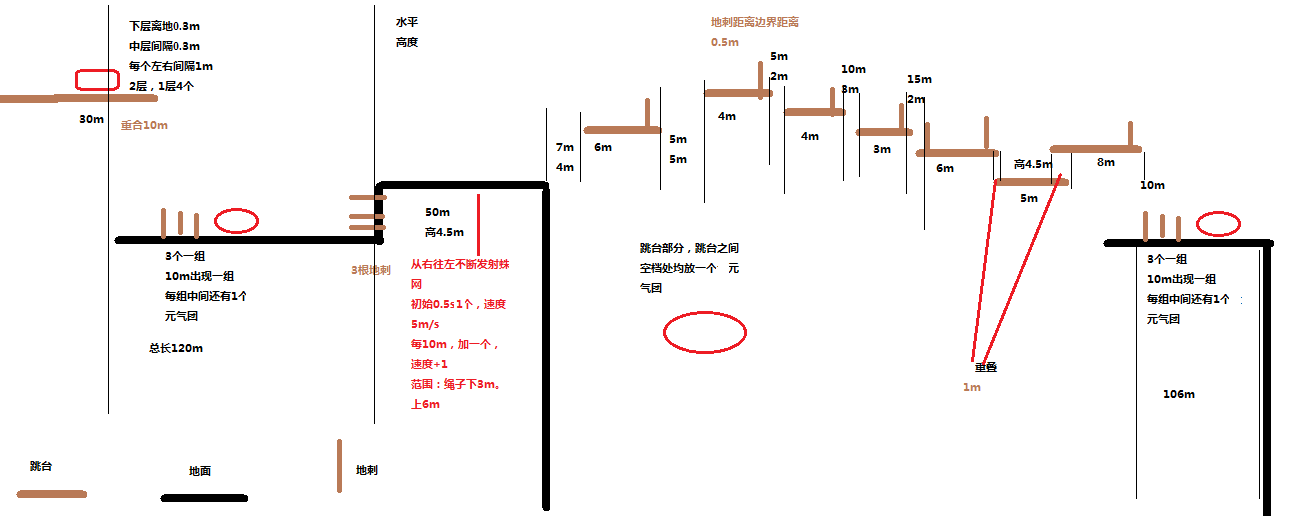 下层离地0.3m
中层间隔0.3m
每个左右间隔1m
2层，1层4个
30m
重合10m
3个一组
10m出现一组
每组中间还有1个
元气团
总长120m
水平
高度
3根地刺
50m
高4.5m
从右往左不断发射蛛
网
初始0.5s1个，速度
5m/s
每10m，加一个，
速度+1
范围：绳子下3m。
上6m
7m
4m
6m
5m
5m
地刺距离边界距离
0.5m
4m
5m
2m
4m
10m
3m
3m
15m
2m
6m
高4.5m
5m
8m
10m
跳台部分，跳台之间
空档处均放一个 元
气团
重叠
1m
3个一组
10m出现一组
每组中间还有1个
元气团
106m
跳台
地面
地刺